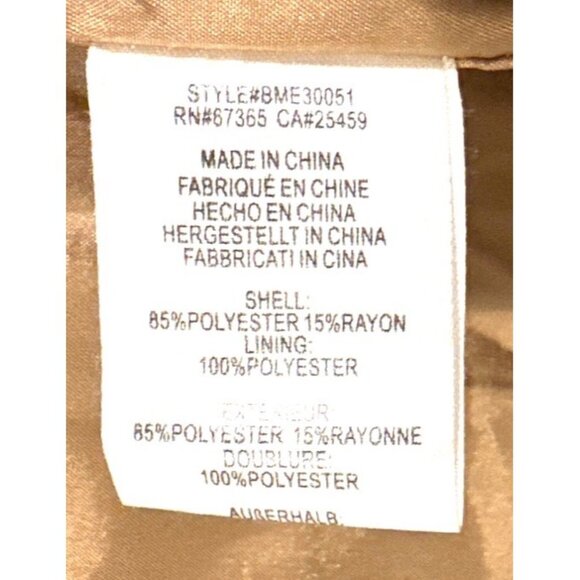 STYLE#BME30051
RN#67365 CA#25459
MADE IN CHINA
FABRIQUÉ EN CHINE
HECHO EN CHINA
HERGESTELLT IN CHINA
FABBRICATI IN CINA
SHELL:
85%POLYESTER 15%RAYON
LINING:
100%POLYESTER
EXTERIEUR:
85%POLYESTER 15%RAYONNE
DOUBLURE:
100%POLYESTER
AUßERHALB: